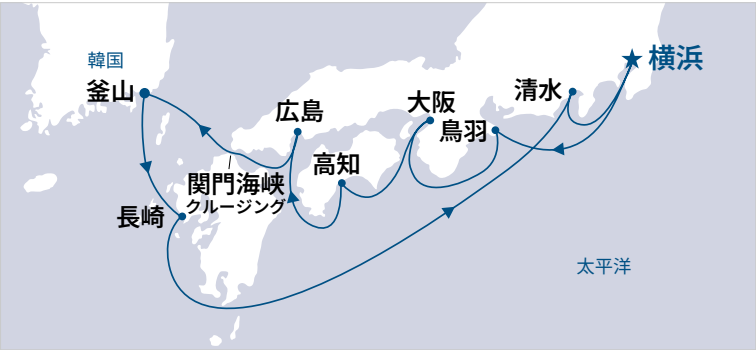 韓国
釜山
広島
大阪
清水
★横浜
鳥羽
高知
関門海峡
クルージング
長崎
太平洋